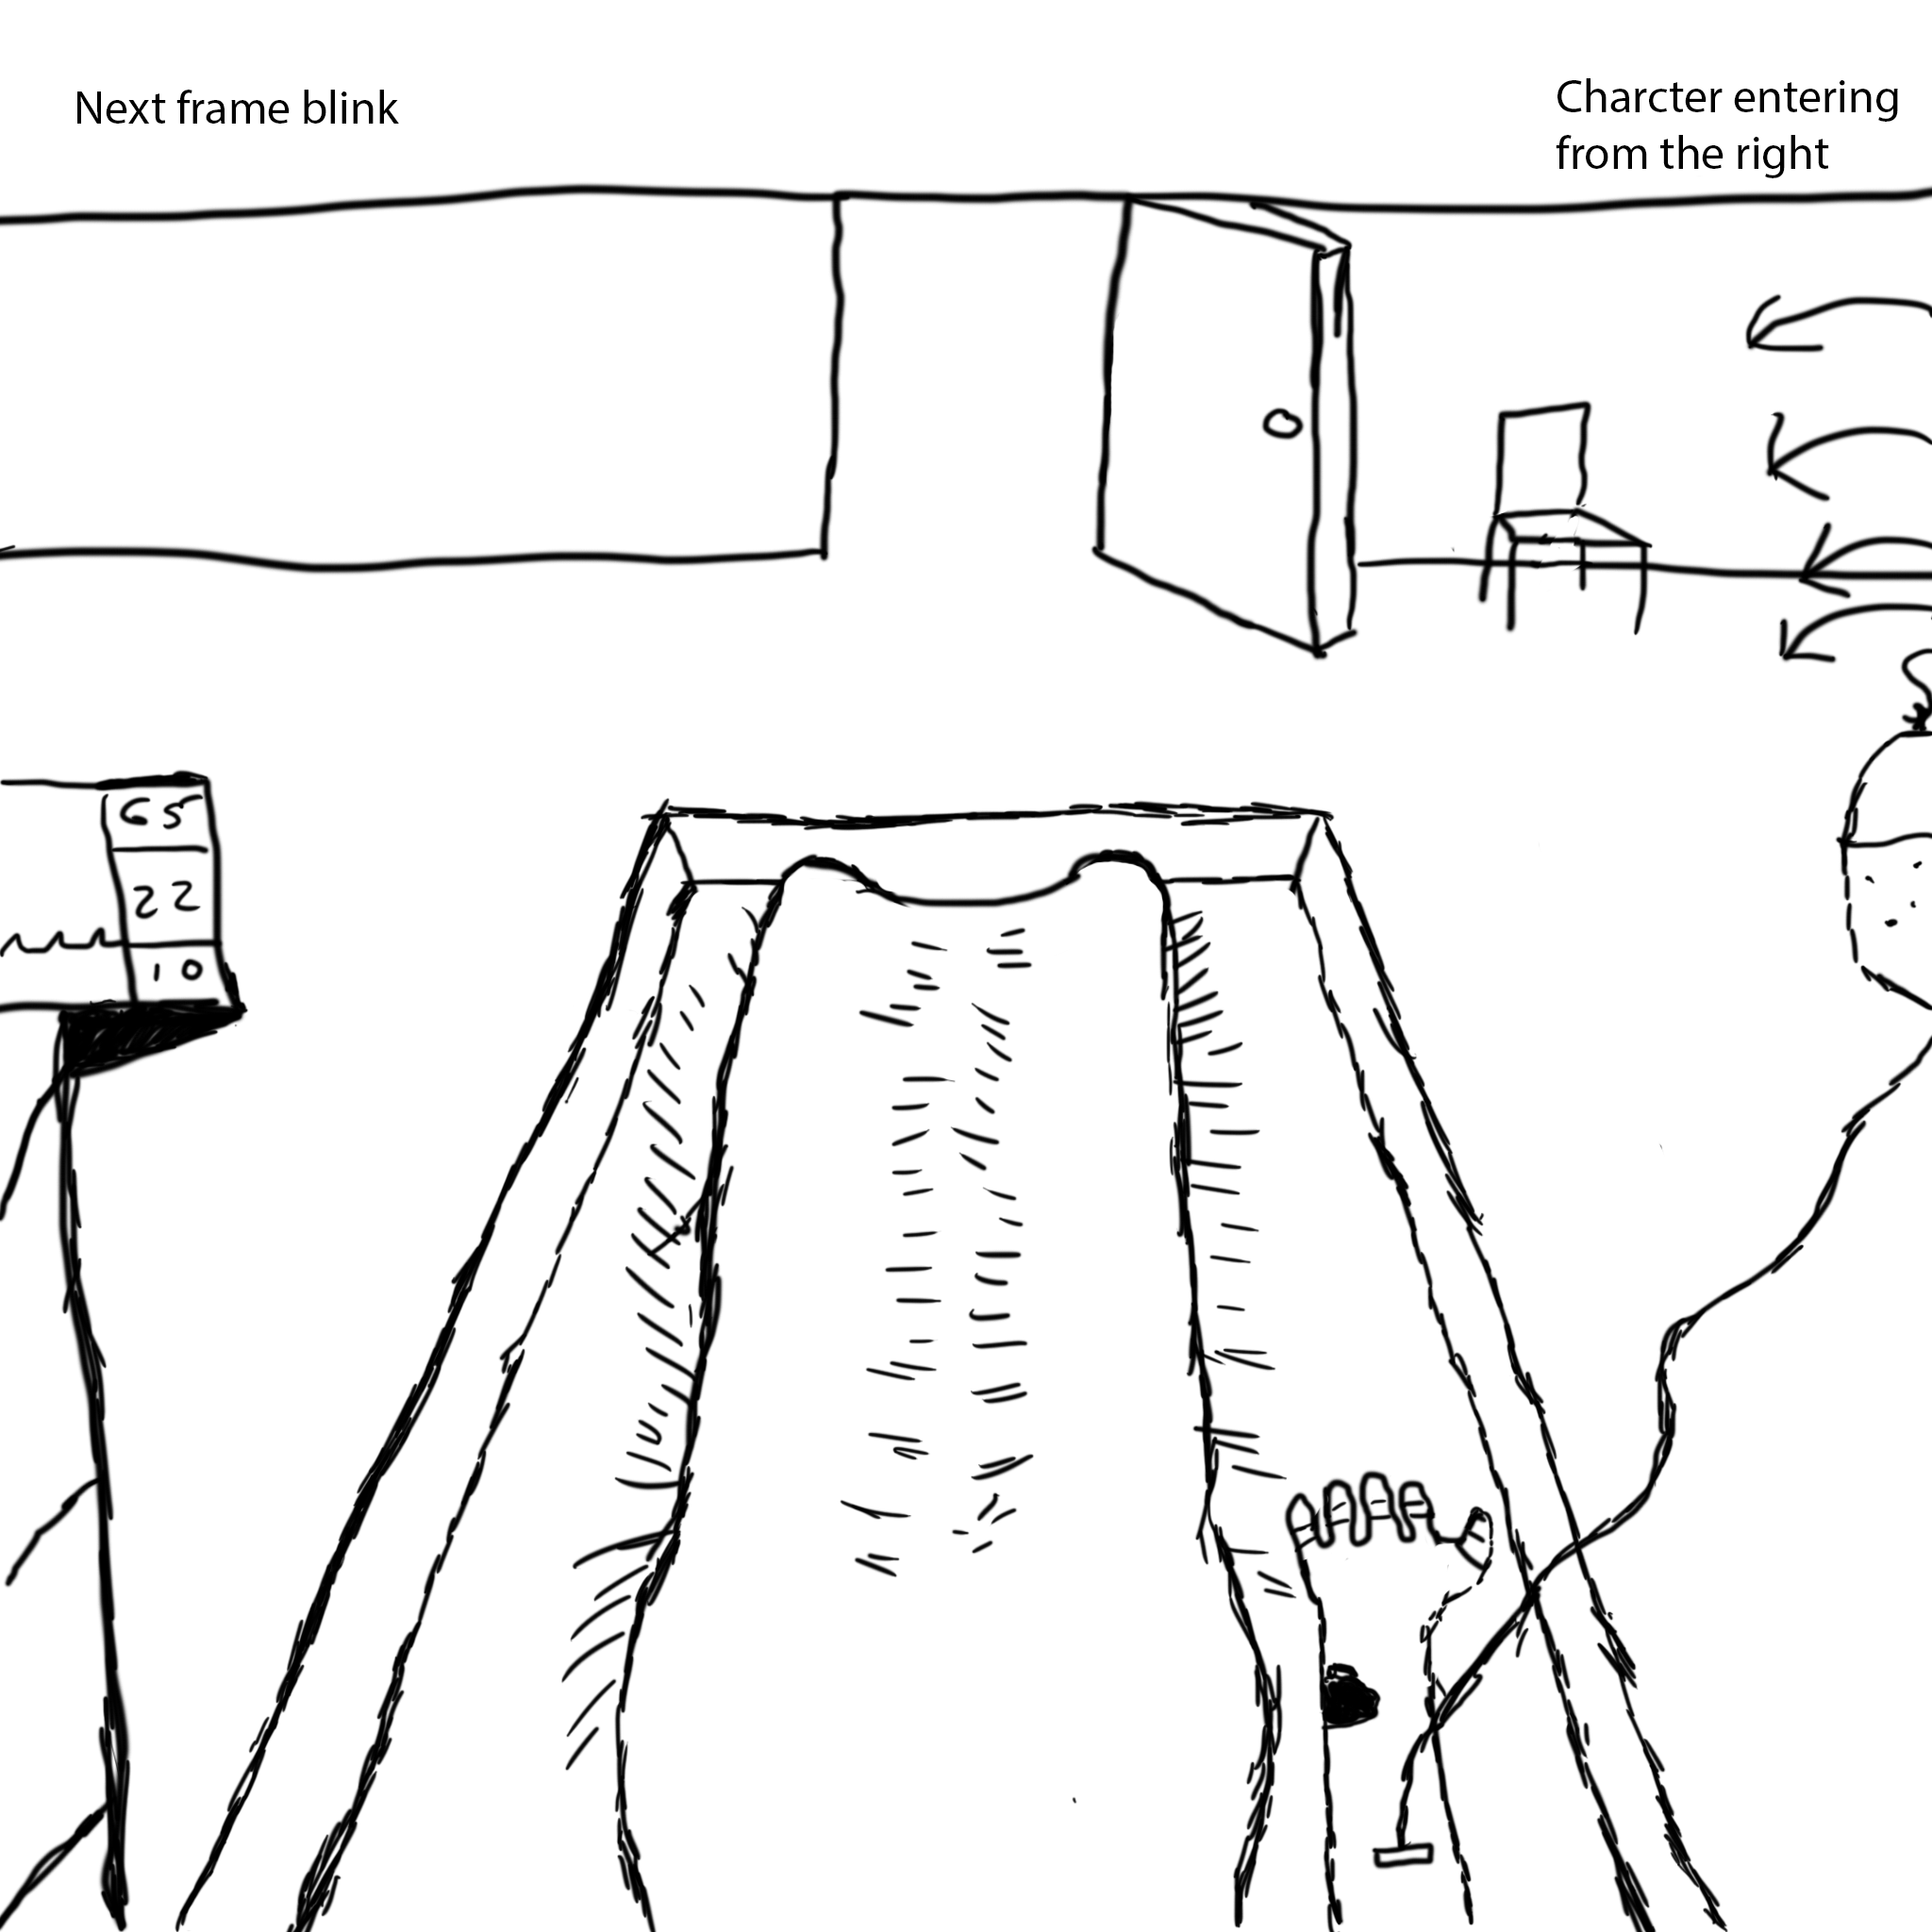 Next frame blink
Charcter entering
from the right
65
22
10